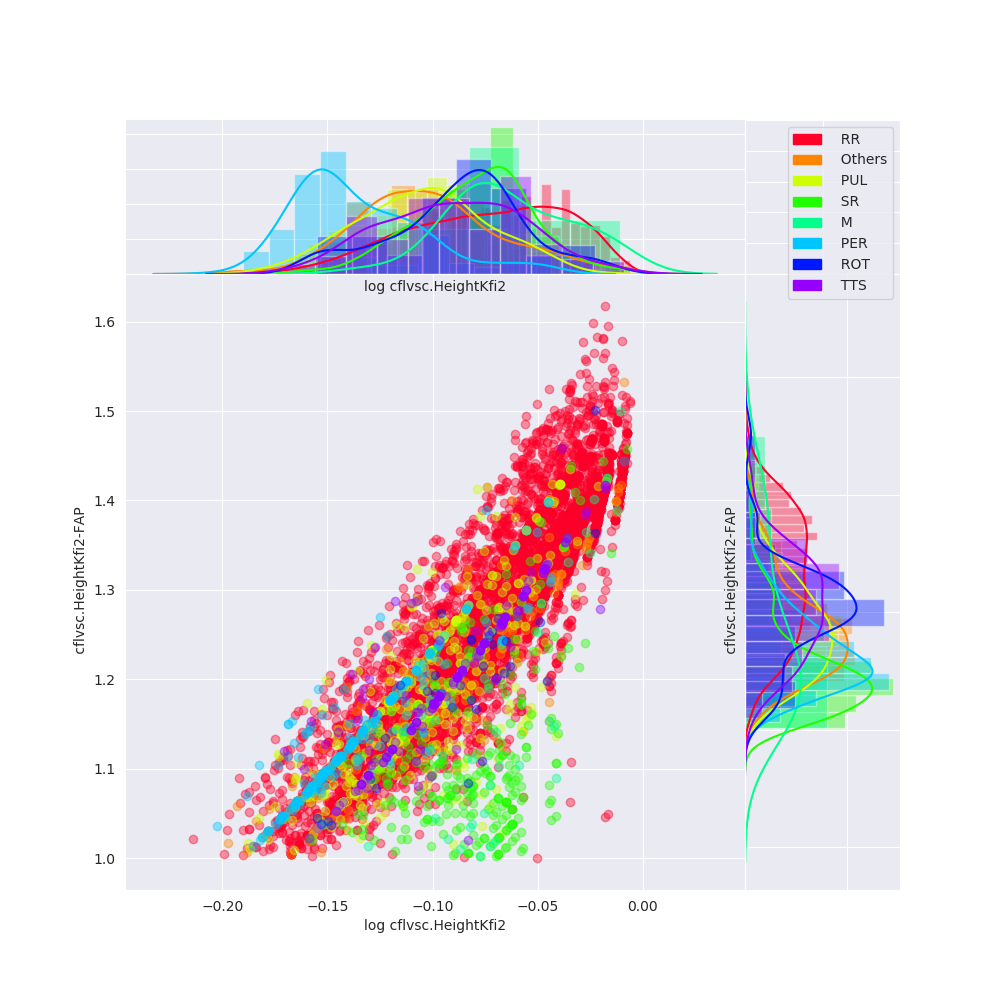 RR
Others
PUL
SR
M
PER
ROT
TTS
log cflvsc.HeightKfi2
1.6
1.5
1.4
1.3
1.2
1.1
1.0
cflvsc.HeightKfi2-FAP
cflvsc.HeightKfi2-FAP
−0.20
−0.15
−0.10
−0.05
0.00
log cflvsc.HeightKfi2